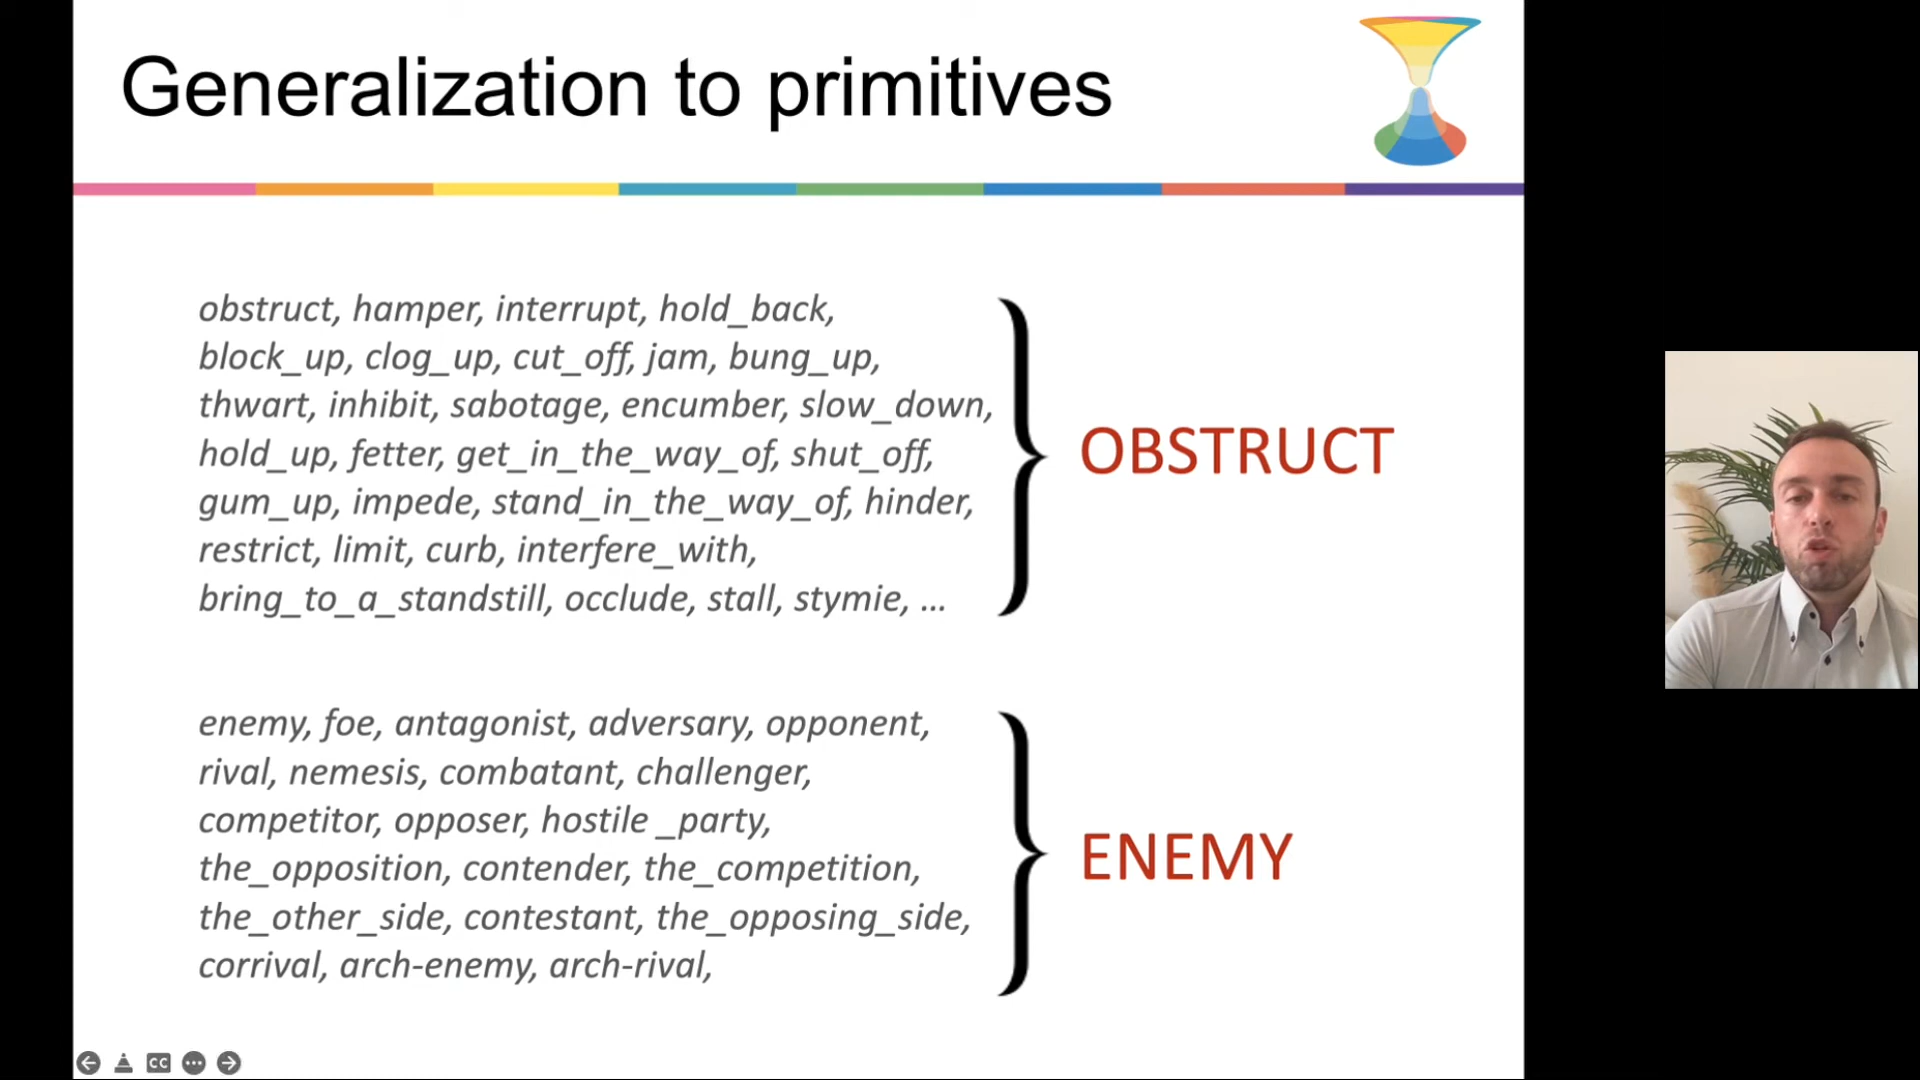 Generalization to primitives
obstruct, hamper, interrupt, hold_back,
block_up, clog_up, cut_off, jam, bung_up,
thwart, inhibit, sabotage, encumber, slow_down,
hold_up, fetter, get_in_the_way_of, shut_off,
gum_up, impede, stand_in_the_way_of, hinder,
restrict, limit, curb, interfere_with,
bring_to_a_standstill, occlude, stall, stymie, ...
OBSTRUCT
enemy, foe, antagonist, adversary, opponent,
rival, nemesis, combatant, challenger,
competitor, opposer, hostile _party,
the_opposition, contender, the_competition,
the_other_side, contestant, the_opposing_side,
corrival, arch-enemy, arch-rival,
ENEMY
CC